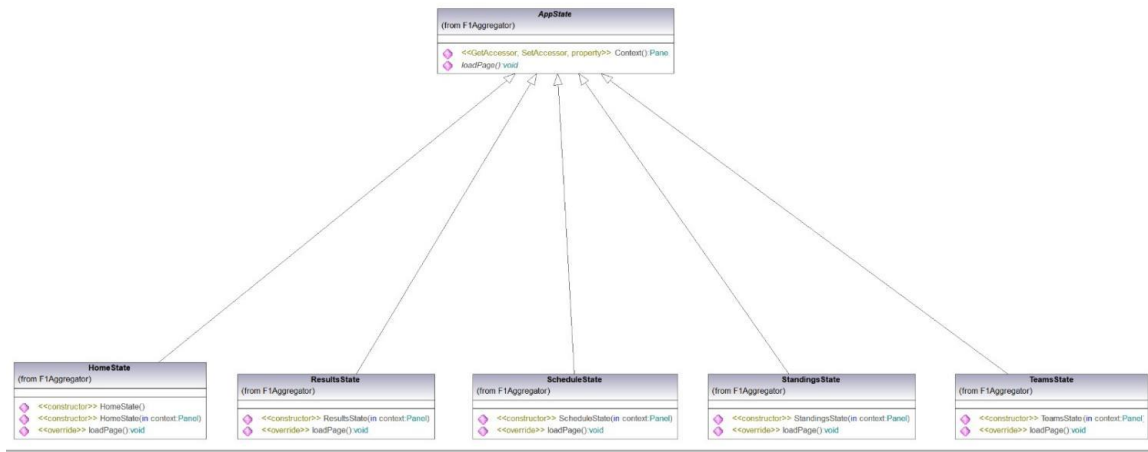 AppState
(from F1Aggregator)
<<GetAccessor, SetAccessor, property>> Context():Pane
loadPage():void
HomeState
(from F1Aggregator)
<<constructor>> HomeState()
<<constructor>> HomeState(in context:Panel)
<<override>> loadPage():void
ResultsState
(from F1Aggregator)
<<constructor>> ResultsState(in context:Panel)
<<override>> loadPage():void
ScheduleState
(from F1Aggregator)
<<constructor>> ScheduleState(in context:Panel)
<<override>> loadPage():void
StandingsState
(from F1Aggregator)
<<constructor>> StandingsState(in context:Panel)
<<override>> loadPage():void
TeamsState
(from F1Aggregator)
<<constructor>> TeamsState(in context:Panel)
<<override>> loadPage():void